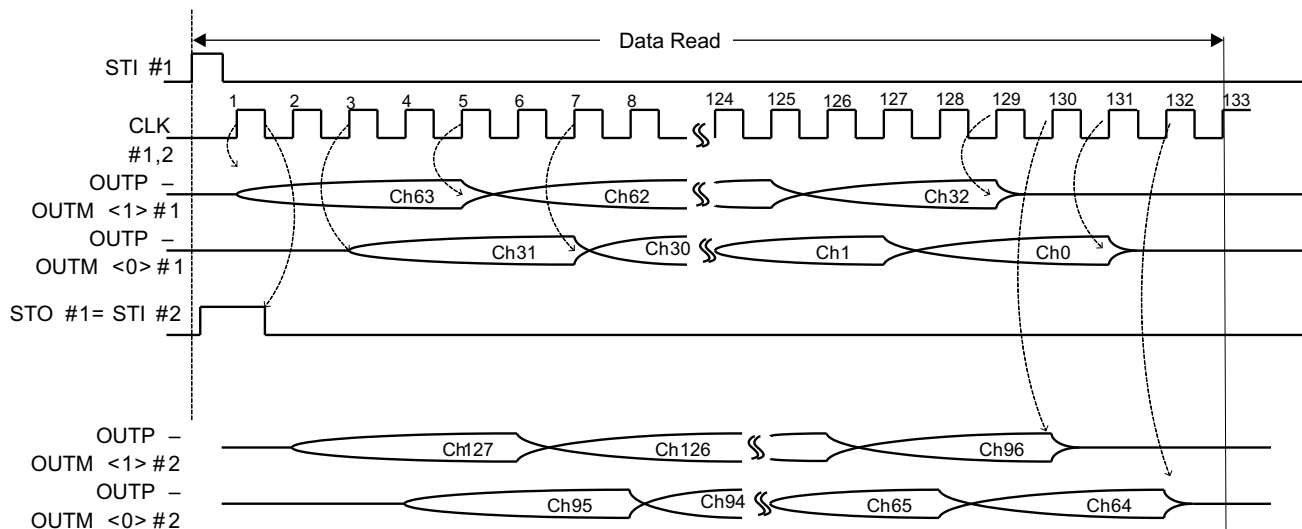 Data Read
STI #1
1 2 3 4 5 6 7 8 124 125 126 127 128 129 130 131 132 133
CLK
#1,2
OUTP –
OUTM <1> #1
Ch63 Ch62 Ch32
OUTP –
OUTM <0> #1
Ch31 Ch30 Ch1 Ch0
STO #1= STI #2
OUTP –
OUTM <1> #2
Ch127 Ch126 Ch96
OUTP –
OUTM <0> #2
Ch95 Ch94 Ch65 Ch64